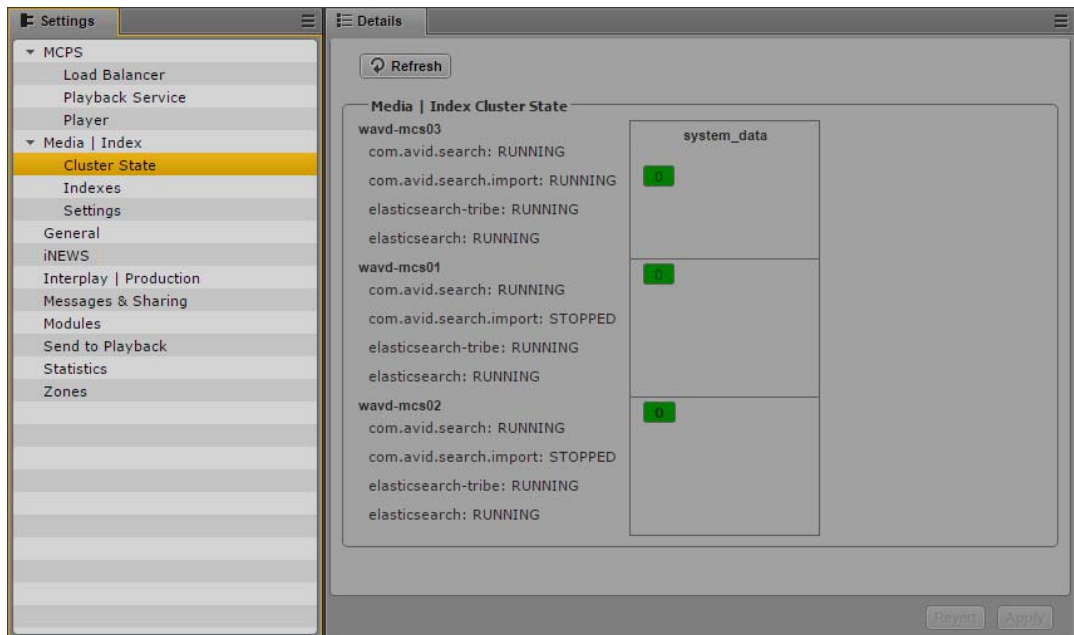 Settings
MCPS
Load Balancer
Playback Service
Player
Media | Index
Cluster State
Indexes
Settings
General
iNEWS
Interplay | Production
Messages & Sharing
Modules
Send to Playback
Statistics
Zones
Details
Refresh
Media | Index Cluster State
system_data
wavd-mcs03
com.avid.search: RUNNING
com.avid.search.import: RUNNING
elasticsearch-tribe: RUNNING
elasticsearch: RUNNING
0
wavd-mcs01
com.avid.search: RUNNING
com.avid.search.import: STOPPED
elasticsearch-tribe: RUNNING
elasticsearch: RUNNING
0
wavd-mcs02
com.avid.search: RUNNING
com.avid.search.import: STOPPED
elasticsearch-tribe: RUNNING
elasticsearch: RUNNING
0
Revert Apply